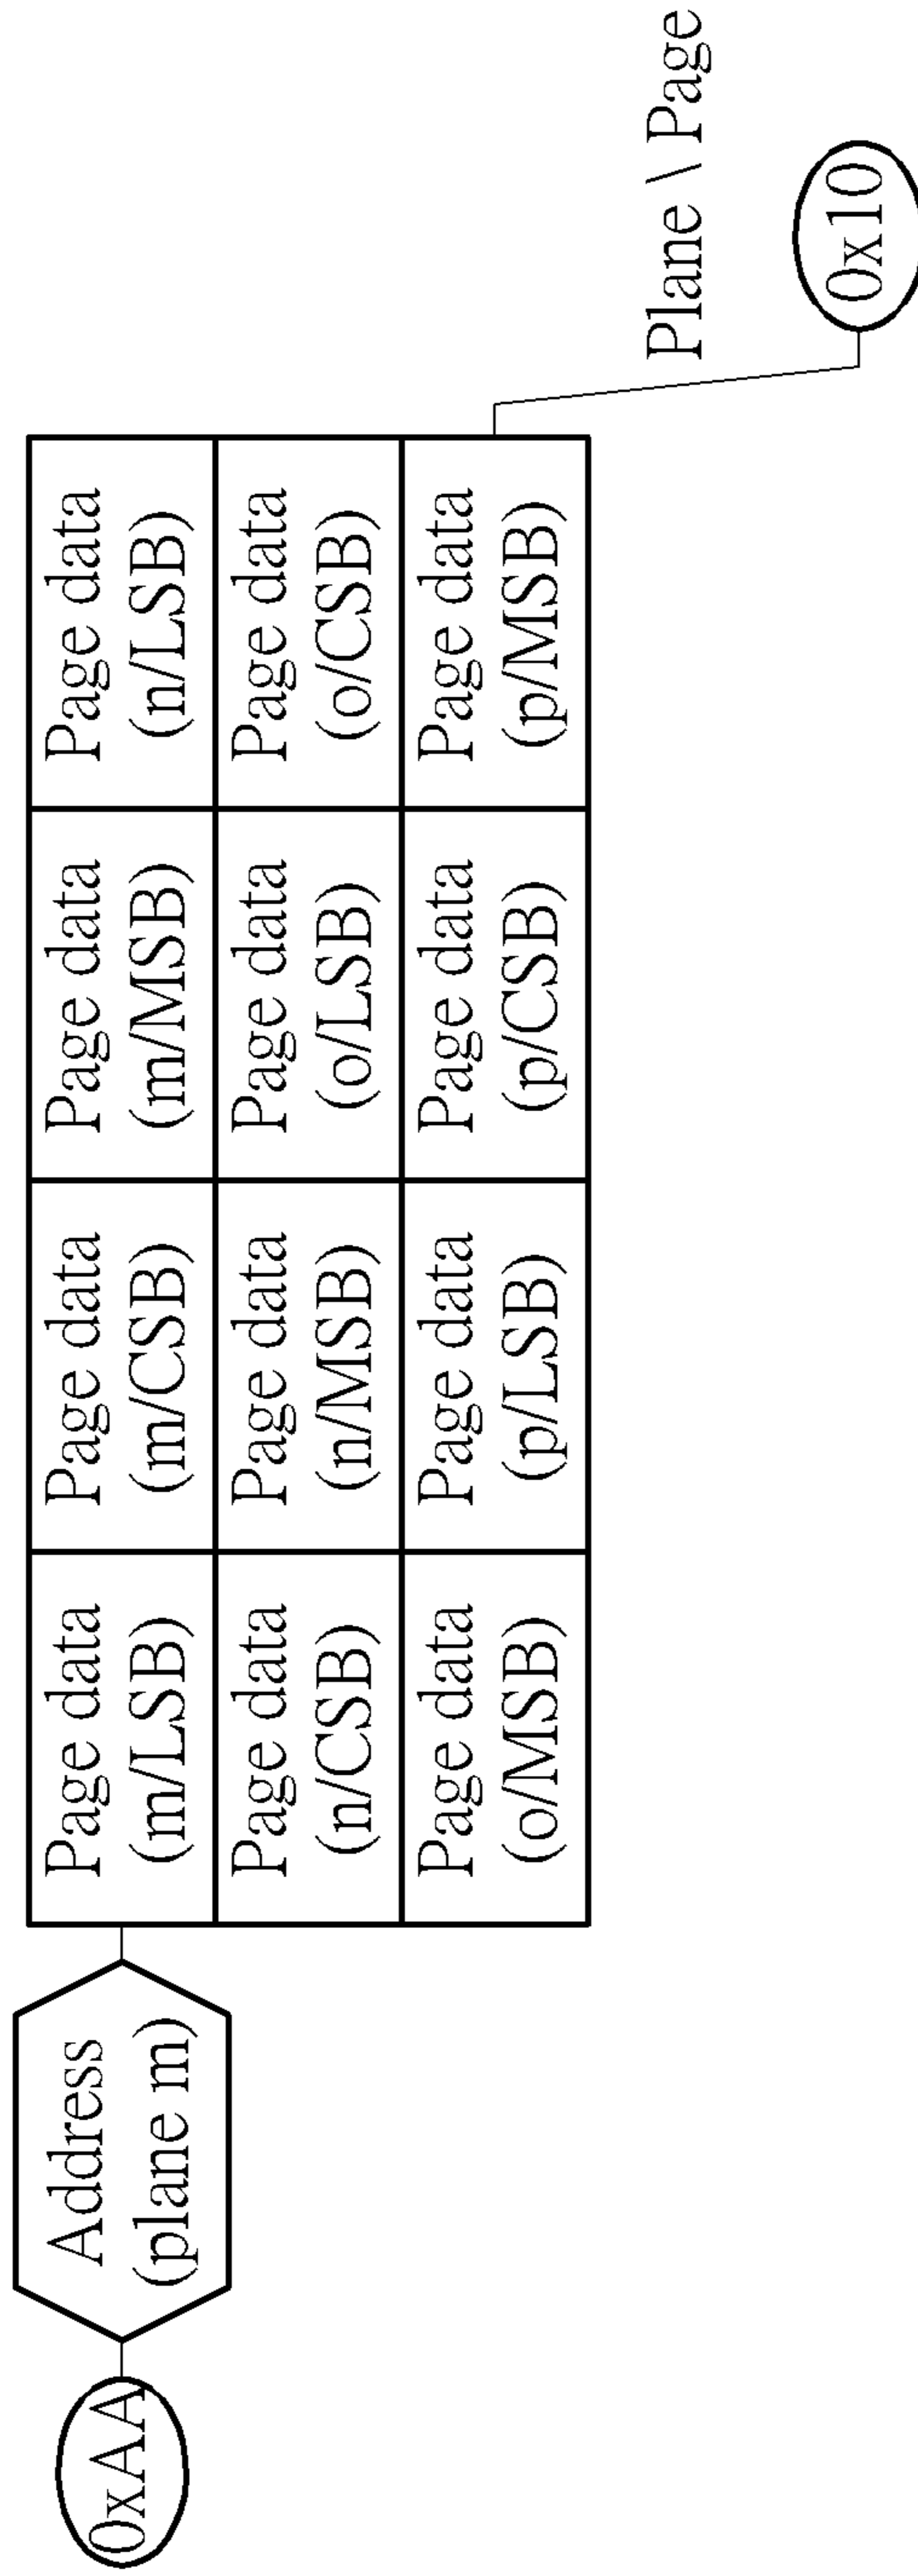 0xAA
Address
(plane m)
Page data
(m/LSB)
Page data
(m/CSB)
Page data
(m/MSB)
Page data
(n/LSB)
Page data
(n/CSB)
Page data
(n/MSB)
Page data
(o/LSB)
Page data
(o/CSB)
Page data
(o/MSB)
Page data
(p/LSB)
Page data
(p/CSB)
Page data
(p/MSB)
Plane \ Page
0x10